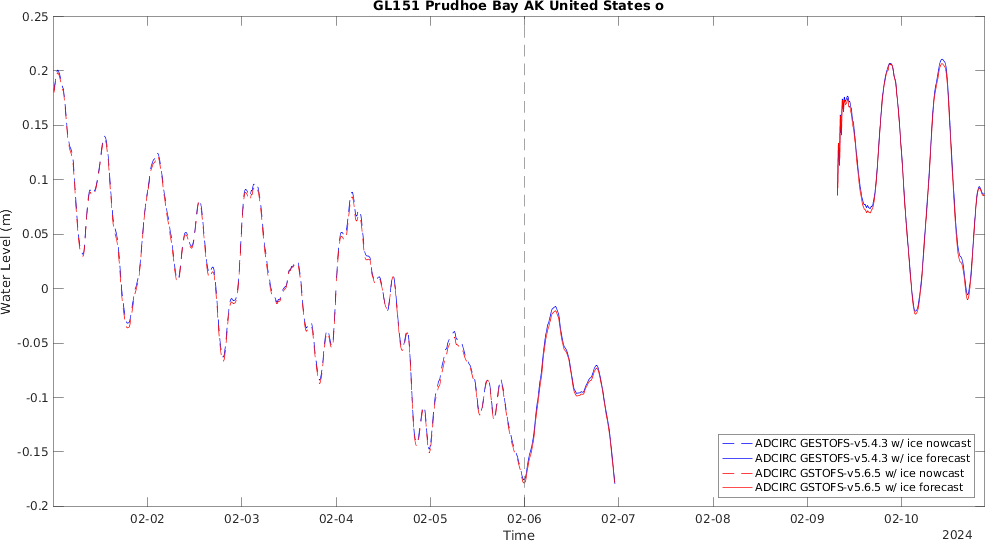 GL151 Prudhoe Bay AK United States o
0.25
0.2
0.15
0.1
0.05
0
-0.05
-0.1
-0.15
-0.2
Water Level (m)
ADCIRC GESTOFS-v5.4.3 w/ ice nowcast
ADCIRC GESTOFS-v5.4.3 w/ ice forecast
ADCIRC GSTOFS-v5.6.5 w/ ice nowcast
ADCIRC GSTOFS-v5.6.5 w/ ice forecast
02-02 02-03 02-04 02-05 02-06 02-07 02-08 02-09 02-10
Time
2024